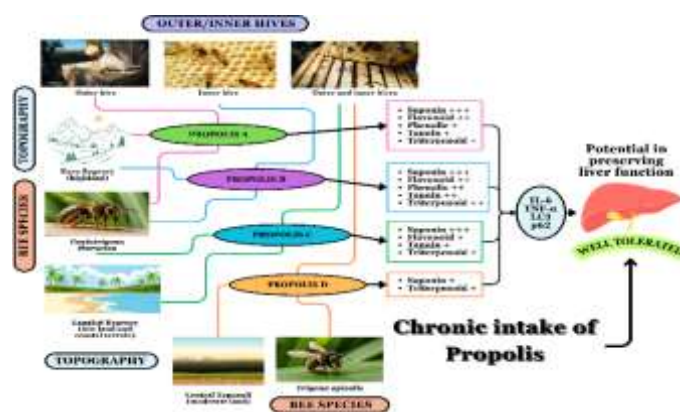 OUTER/INNER HIVES
Outer hive
Inner hive
Outer and inner hives
TOPOGRAPHY
PROPOLIS A
Saponin +++
Flavonoid ++
Phenolic +
Tannin +
Triterpenoid +
(highland)
PROPOLIS B
Saponin +++
Flavonoid ++
Phenolic ++
Tannin ++
Triterpenoid ++
BEE SPECIES
PROPOLIS C
Saponin +++
Flavonoid +
Tannin +
Triterpenoid +
PROPOLIS D
Saponin +
Triterpenoid +
IL-6
TNF-α
LC3
p62
Potential in
preserving
liver function
WELL TOLERATED
Chronic intake of
Propolis
TOPOGRAPHY
BEE SPECIES